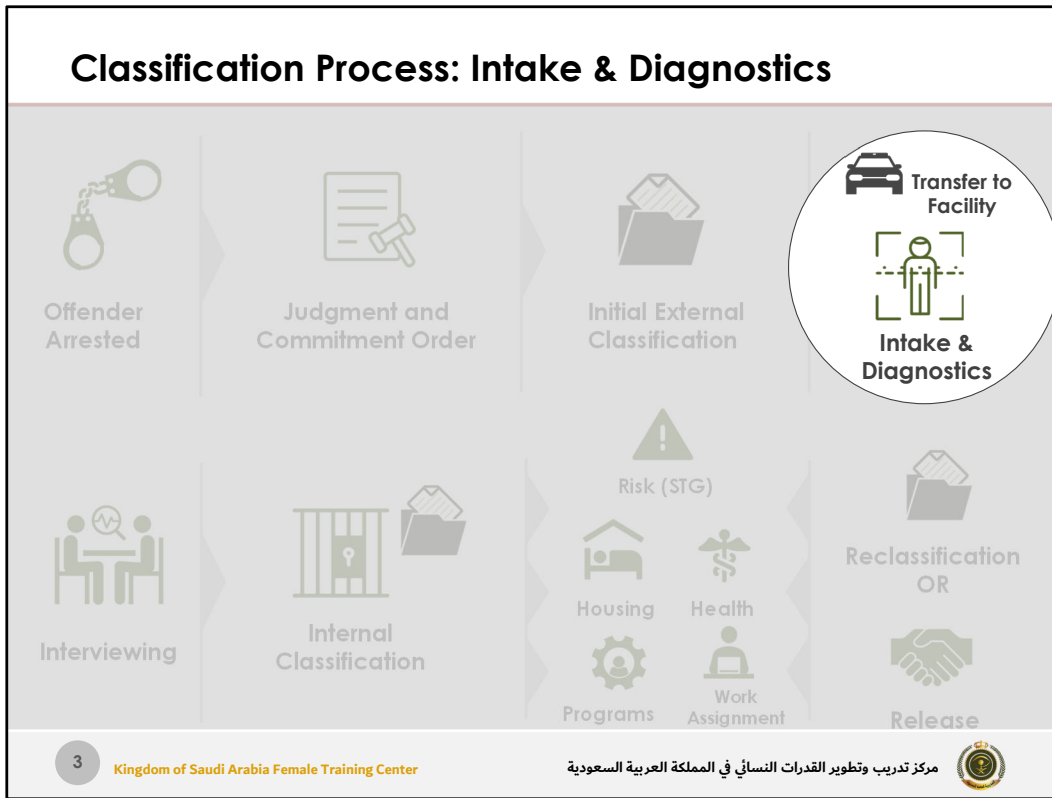 Classification Process: Intake & Diagnostics
Offender
Arrested
Judgment and
Commitment Order
Initial External
Classification
Transfer to
Facility
Intake &
Diagnostics
Interviewing
Internal
Classification
Risk (STG)
Housing
Health
Programs
Work
Assignment
Reclassification
OR
Release
3
Kingdom of Saudi Arabia Female Training Center
مركز تدريب وتطوير القدرات النسائي في المملكة العربية السعودية